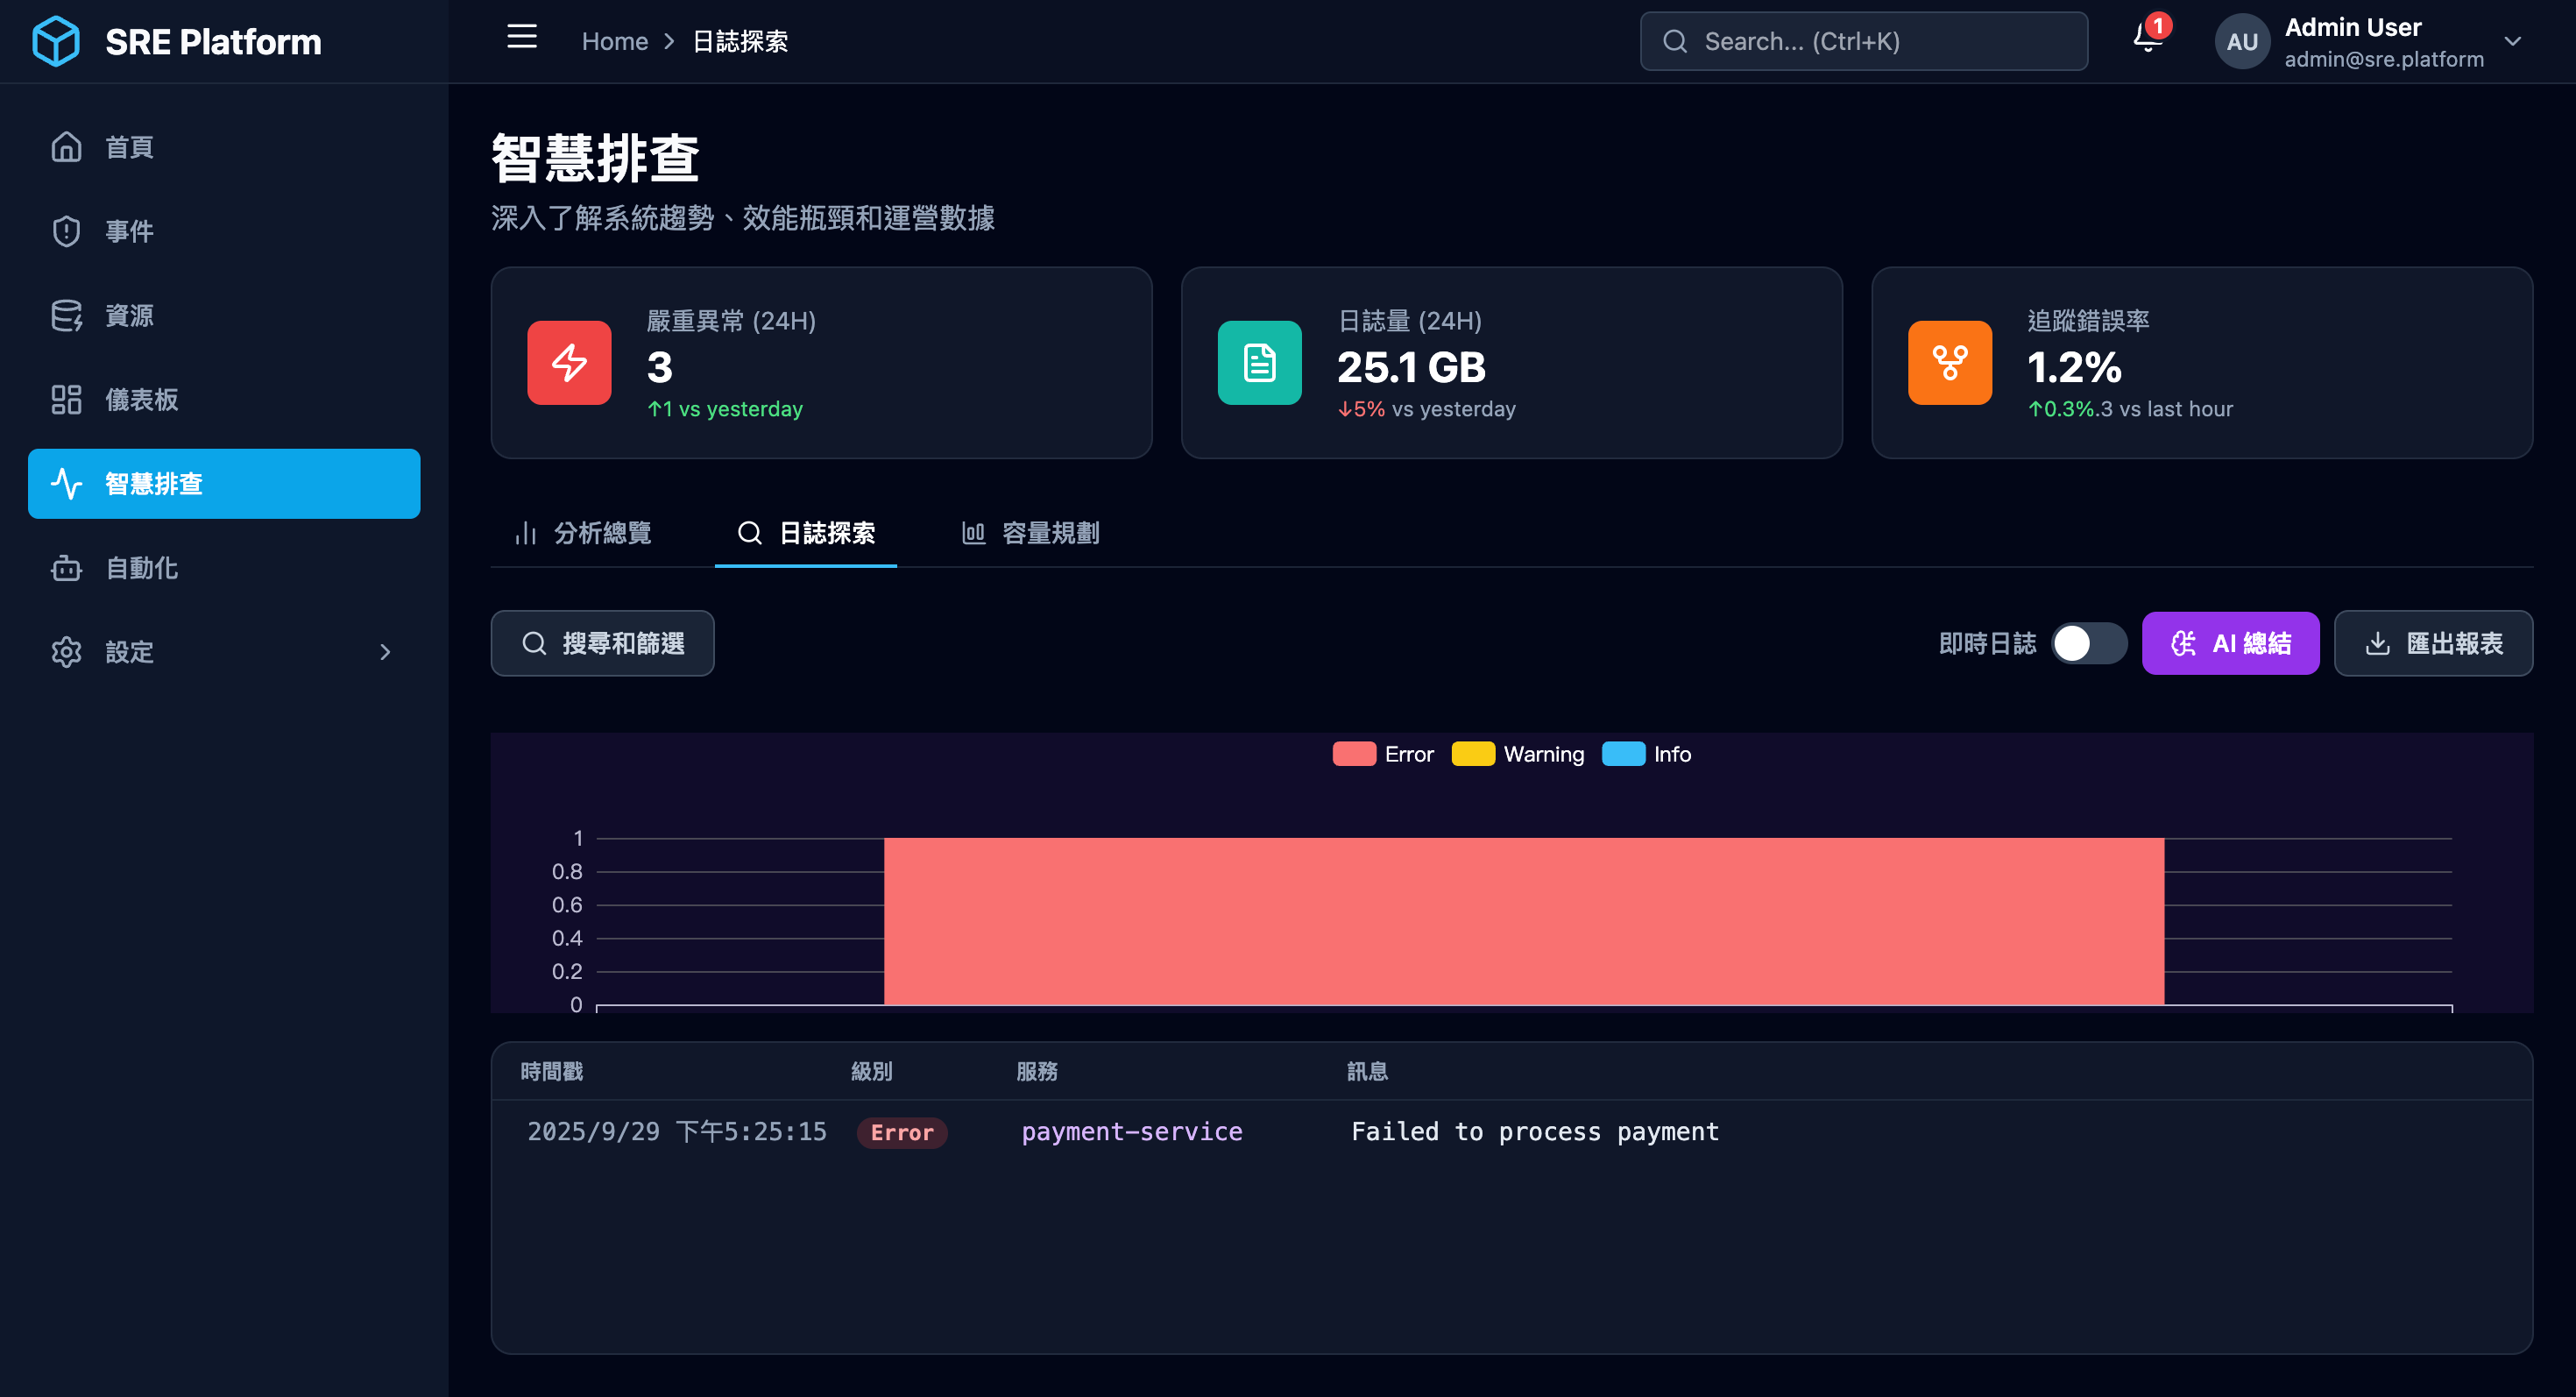 SRE Platform
Home > 日誌探索
Search... (Ctrl+K)
1
AU
Admin User
admin@sre.platform
首頁
事件
資源
儀表板
智慧排查
自動化
設定
智慧排查
深入了解系統趨勢、效能瓶頸和運營數據
嚴重異常 (24H)
3
↑1 vs yesterday
日誌量 (24H)
25.1 GB
↓5% vs yesterday
追蹤錯誤率
1.2%
↑0.3%.3 vs last hour
分析總覽
日誌探索
容量規劃
搜尋和篩選
即時日誌
AI 總結
匯出報表
Error Warning Info
1
0.8
0.6
0.4
0.2
0
時間戳 級別 服務 訊息
2025/9/29 下午5:25:15 Error payment-service Failed to process payment